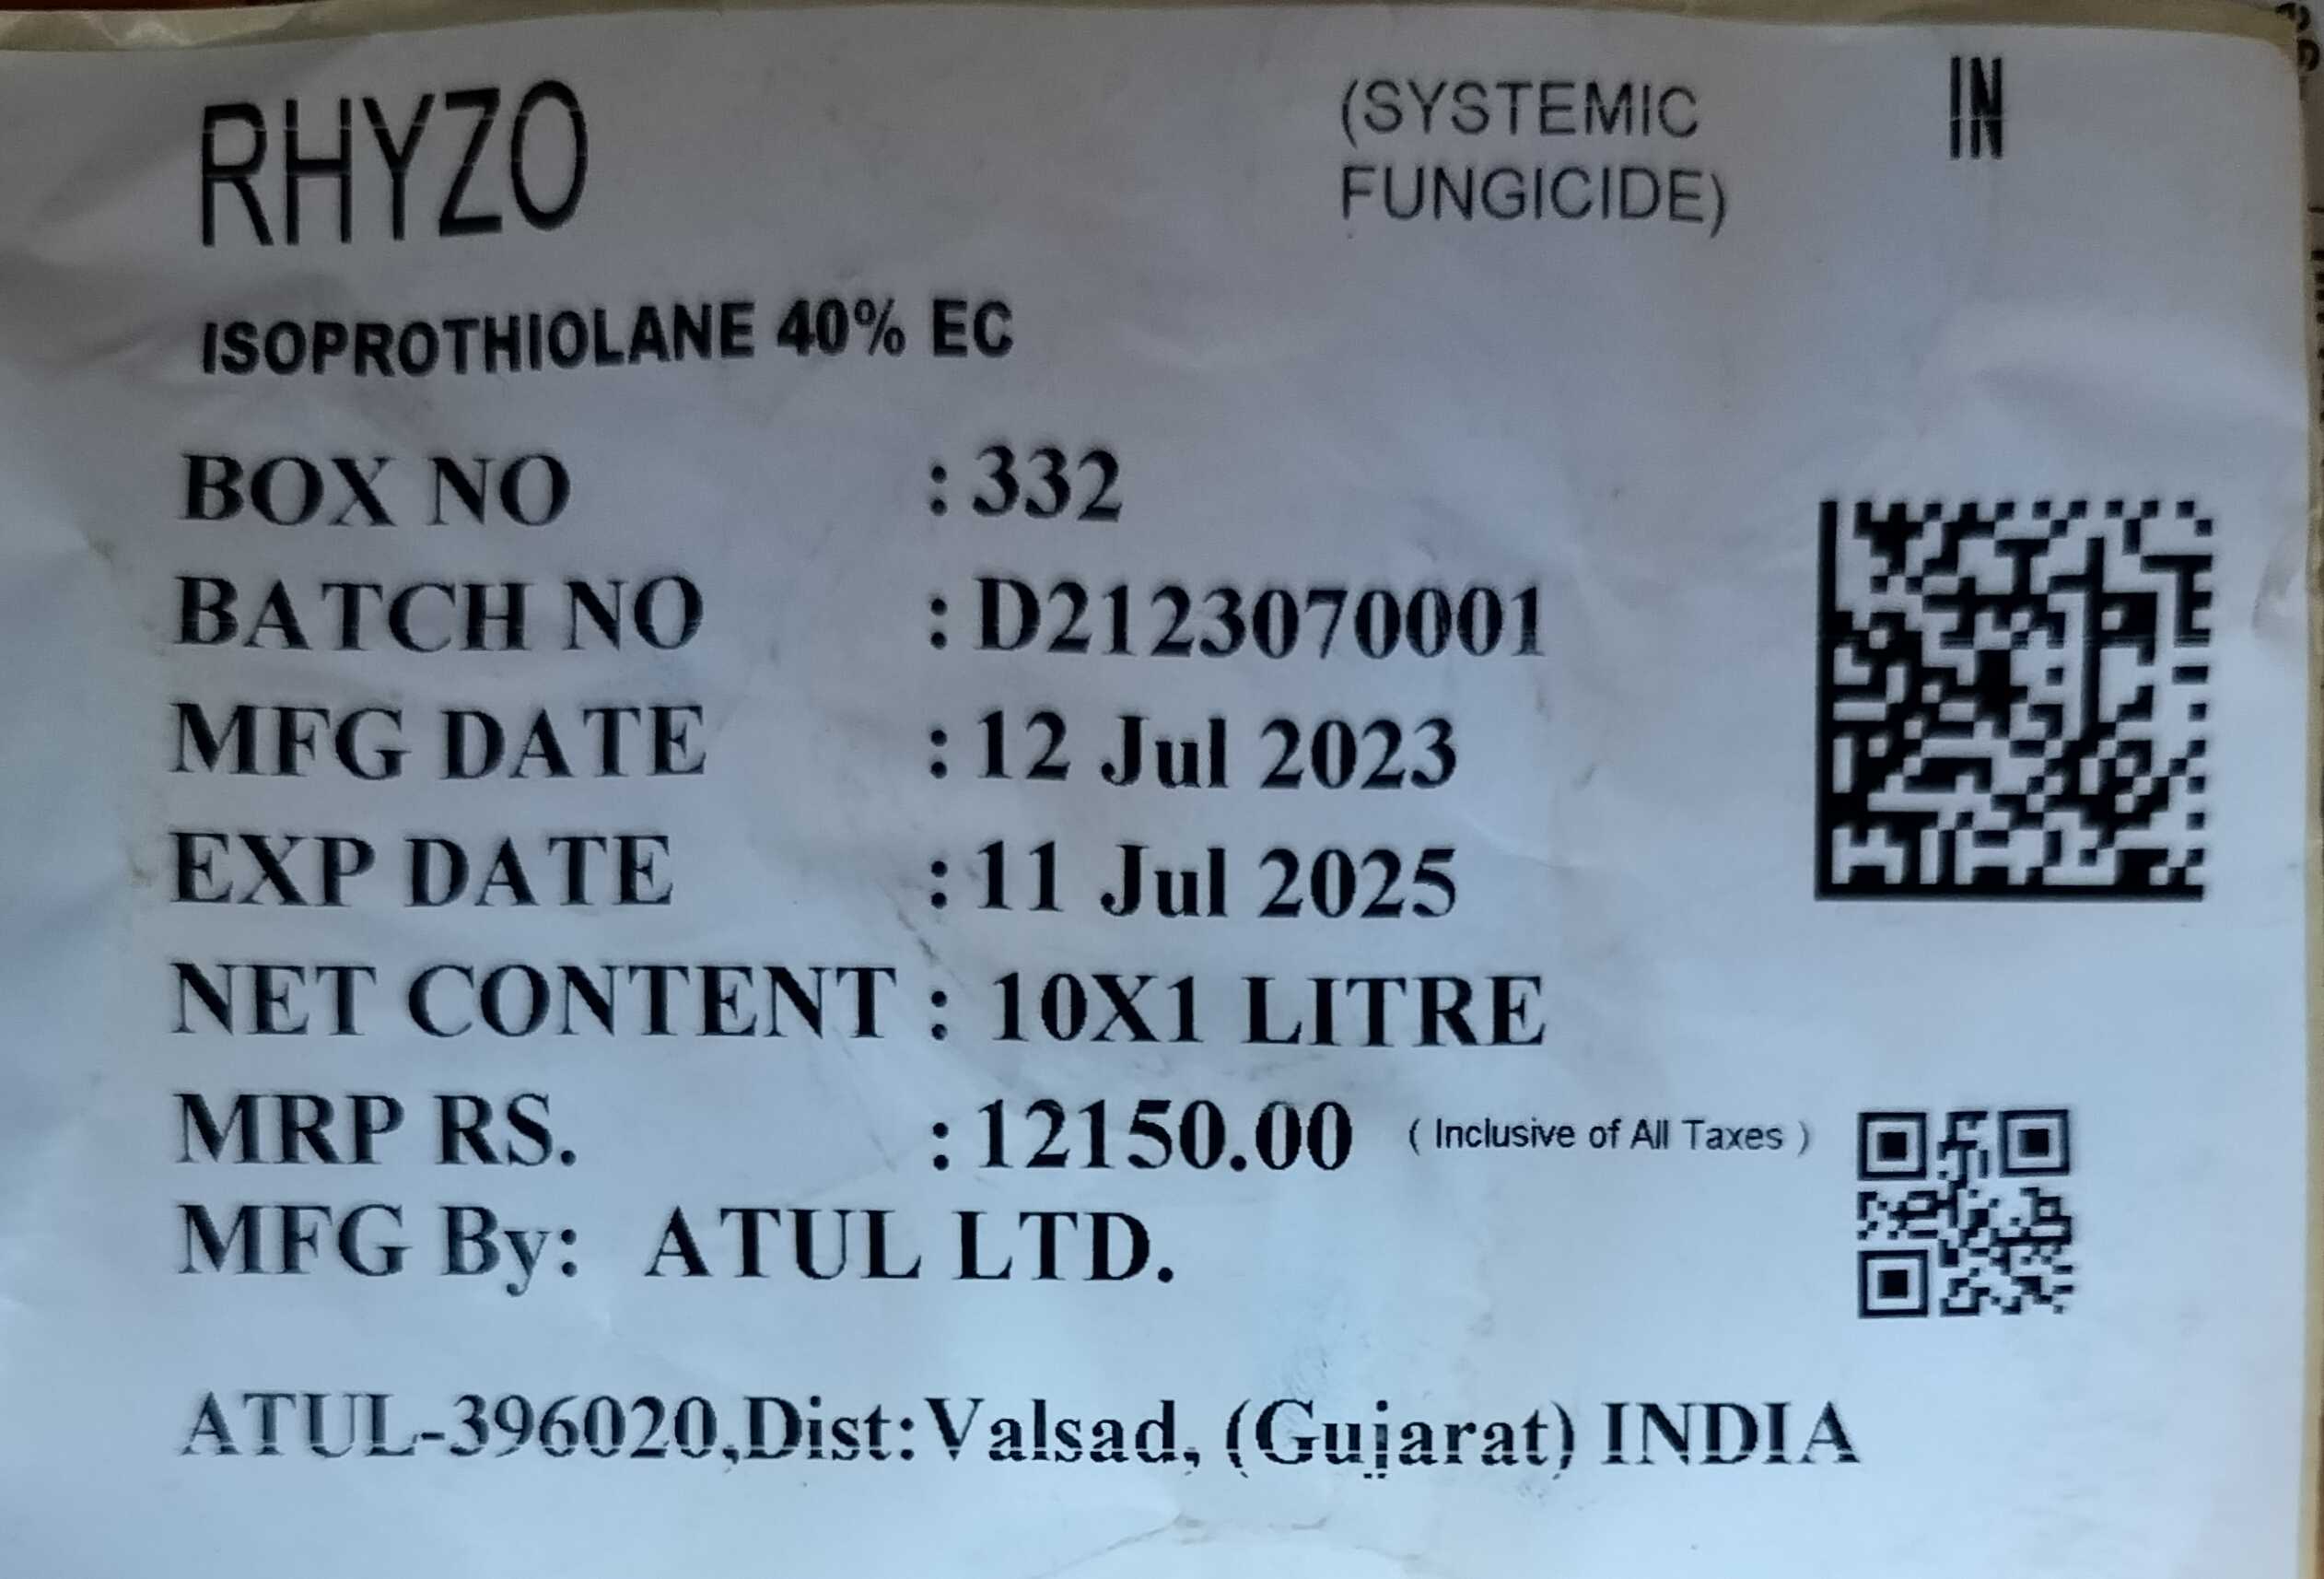 RHYZO
(SYSTEMIC
FUNGICIDE)
IN
ISOPROTHIOLANE 40% EC
BOX NO : 332
BATCH NO : D2123070001
MFG DATE : 12 Jul 2023
EXP DATE : 11 Jul 2025
NET CONTENT : 10X1 LITRE
MRP RS. : 12150.00 ( Inclusive of All Taxes )
MFG By: ATUL LTD.
ATUL-396020,Dist:Valsad, (Gujarat) INDIA